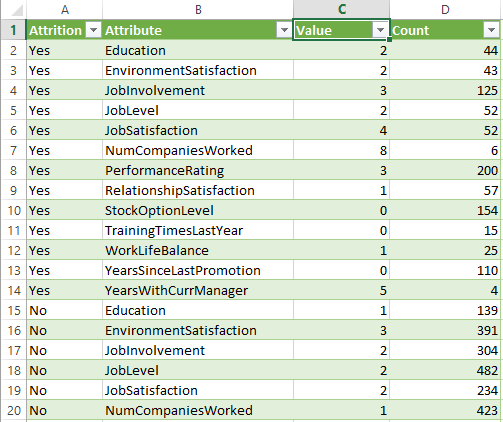 A B C D
1 Attrition Attribute Value Count
2 Yes Education 2 44
3 Yes EnvironmentSatisfaction 2 43
4 Yes JobInvolvement 3 125
5 Yes JobLevel 2 52
6 Yes JobSatisfaction 4 52
7 Yes NumCompaniesWorked 8 6
8 Yes PerformanceRating 3 200
9 Yes RelationshipSatisfaction 1 57
10 Yes StockOptionLevel 0 154
11 Yes TrainingTimesLastYear 0 15
12 Yes WorkLifeBalance 1 25
13 Yes YearsSinceLastPromotion 0 110
14 Yes YearsWithCurrManager 5 4
15 No Education 1 139
16 No EnvironmentSatisfaction 3 391
17 No JobInvolvement 2 304
18 No JobLevel 2 482
19 No JobSatisfaction 2 234
20 No NumCompaniesWorked 1 423